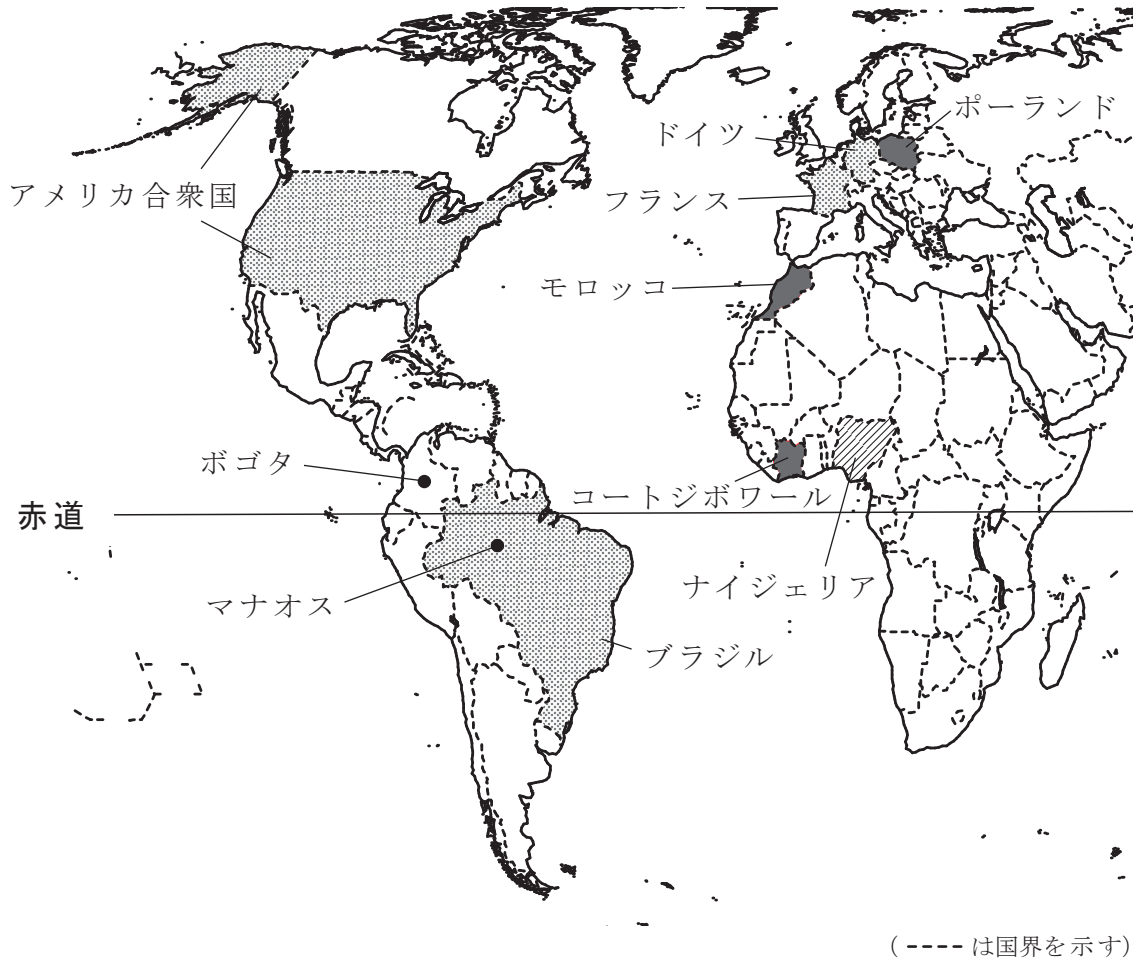 ポーランド
ドイツ
アメリカ合衆国
フランス
モロッコ
ボゴタ
コートジボワール
赤道
ナイジェリア
マナオス
ブラジル
(---- は国界を示す)